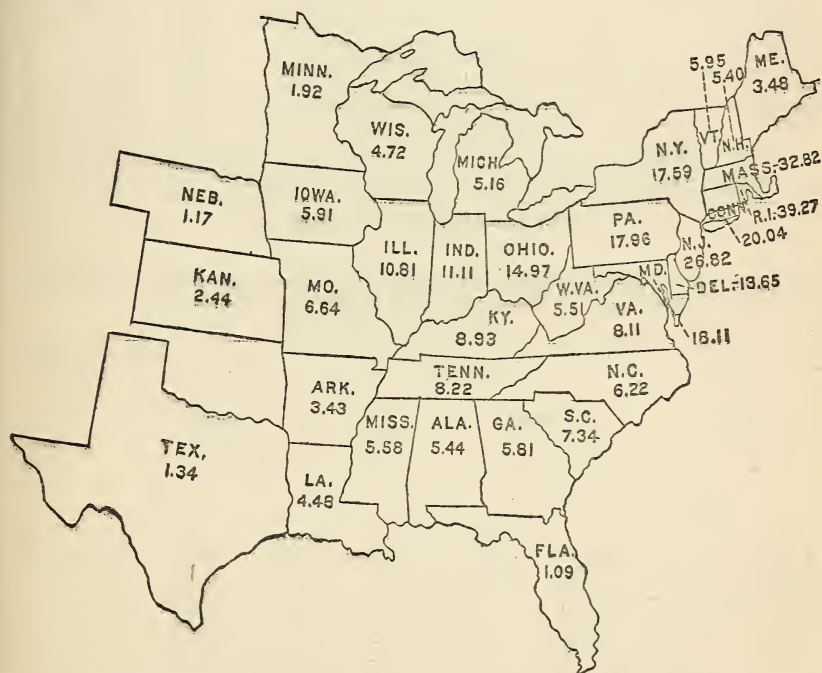 5.95
5.40
ME.
3.48
MINN.
1.92
WIS.
4.72
MICH.
5.16
VT.
N.H.
N.Y.
17.59
MASS.-32.82
CONN.
R.I.-39.27
20.04
NEB.
1.17
IOWA.
5.91
ILL.
10.81
IND.
11.11
OHIO.
14.97
PA.
17.96
N.J.
26.82
MD.
DEL.-13.65
18.11
KAN.
2.44
MO.
6.64
W.VA.
5.51
VA.
8.11
KY.
8.93
TENN.
8.22
N.C.
6.22
ARK.
3.43
MISS.
5.58
ALA.
5.44
GA.
5.81
S.C.
7.34
TEX.
1.34
LA.
4.48
FLA.
1.09